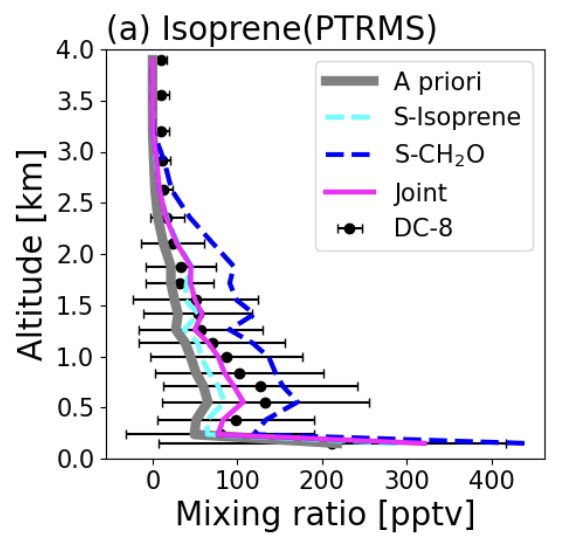 (a) Isoprene(PTRMS)
4.0
3.5
3.0
2.5
2.0
1.5
1.0
0.5
0.0
Altitude [km]
A priori
S-Isoprene
S-CH₂O
Joint
DC-8
0 100 200 300 400
Mixing ratio [pptv]